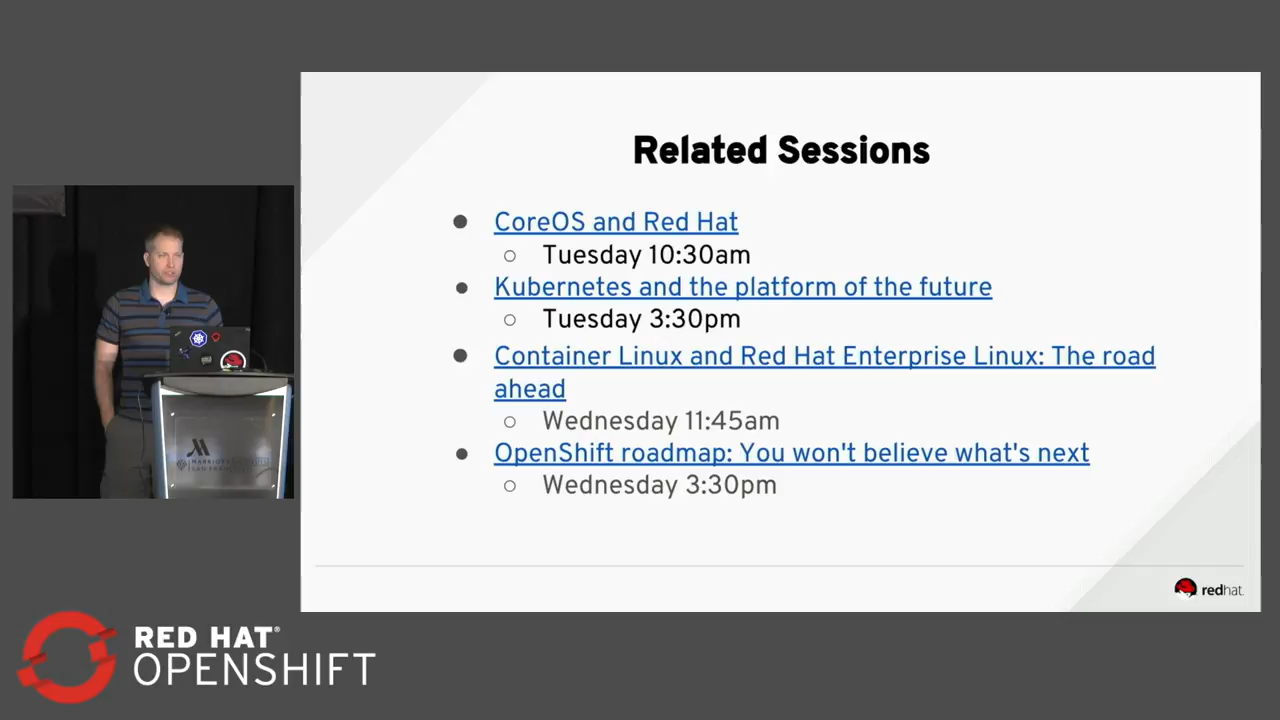 Related Sessions
CoreOS and Red Hat
Tuesday 10:30am
Kubernetes and the platform of the future
Tuesday 3:30pm
Container Linux and Red Hat Enterprise Linux: The road
ahead
Wednesday 11:45am
OpenShift roadmap: You won't believe what's next
Wednesday 3:30pm
redhat.
MARRIOTT
RED HAT®
OPENSHIFT